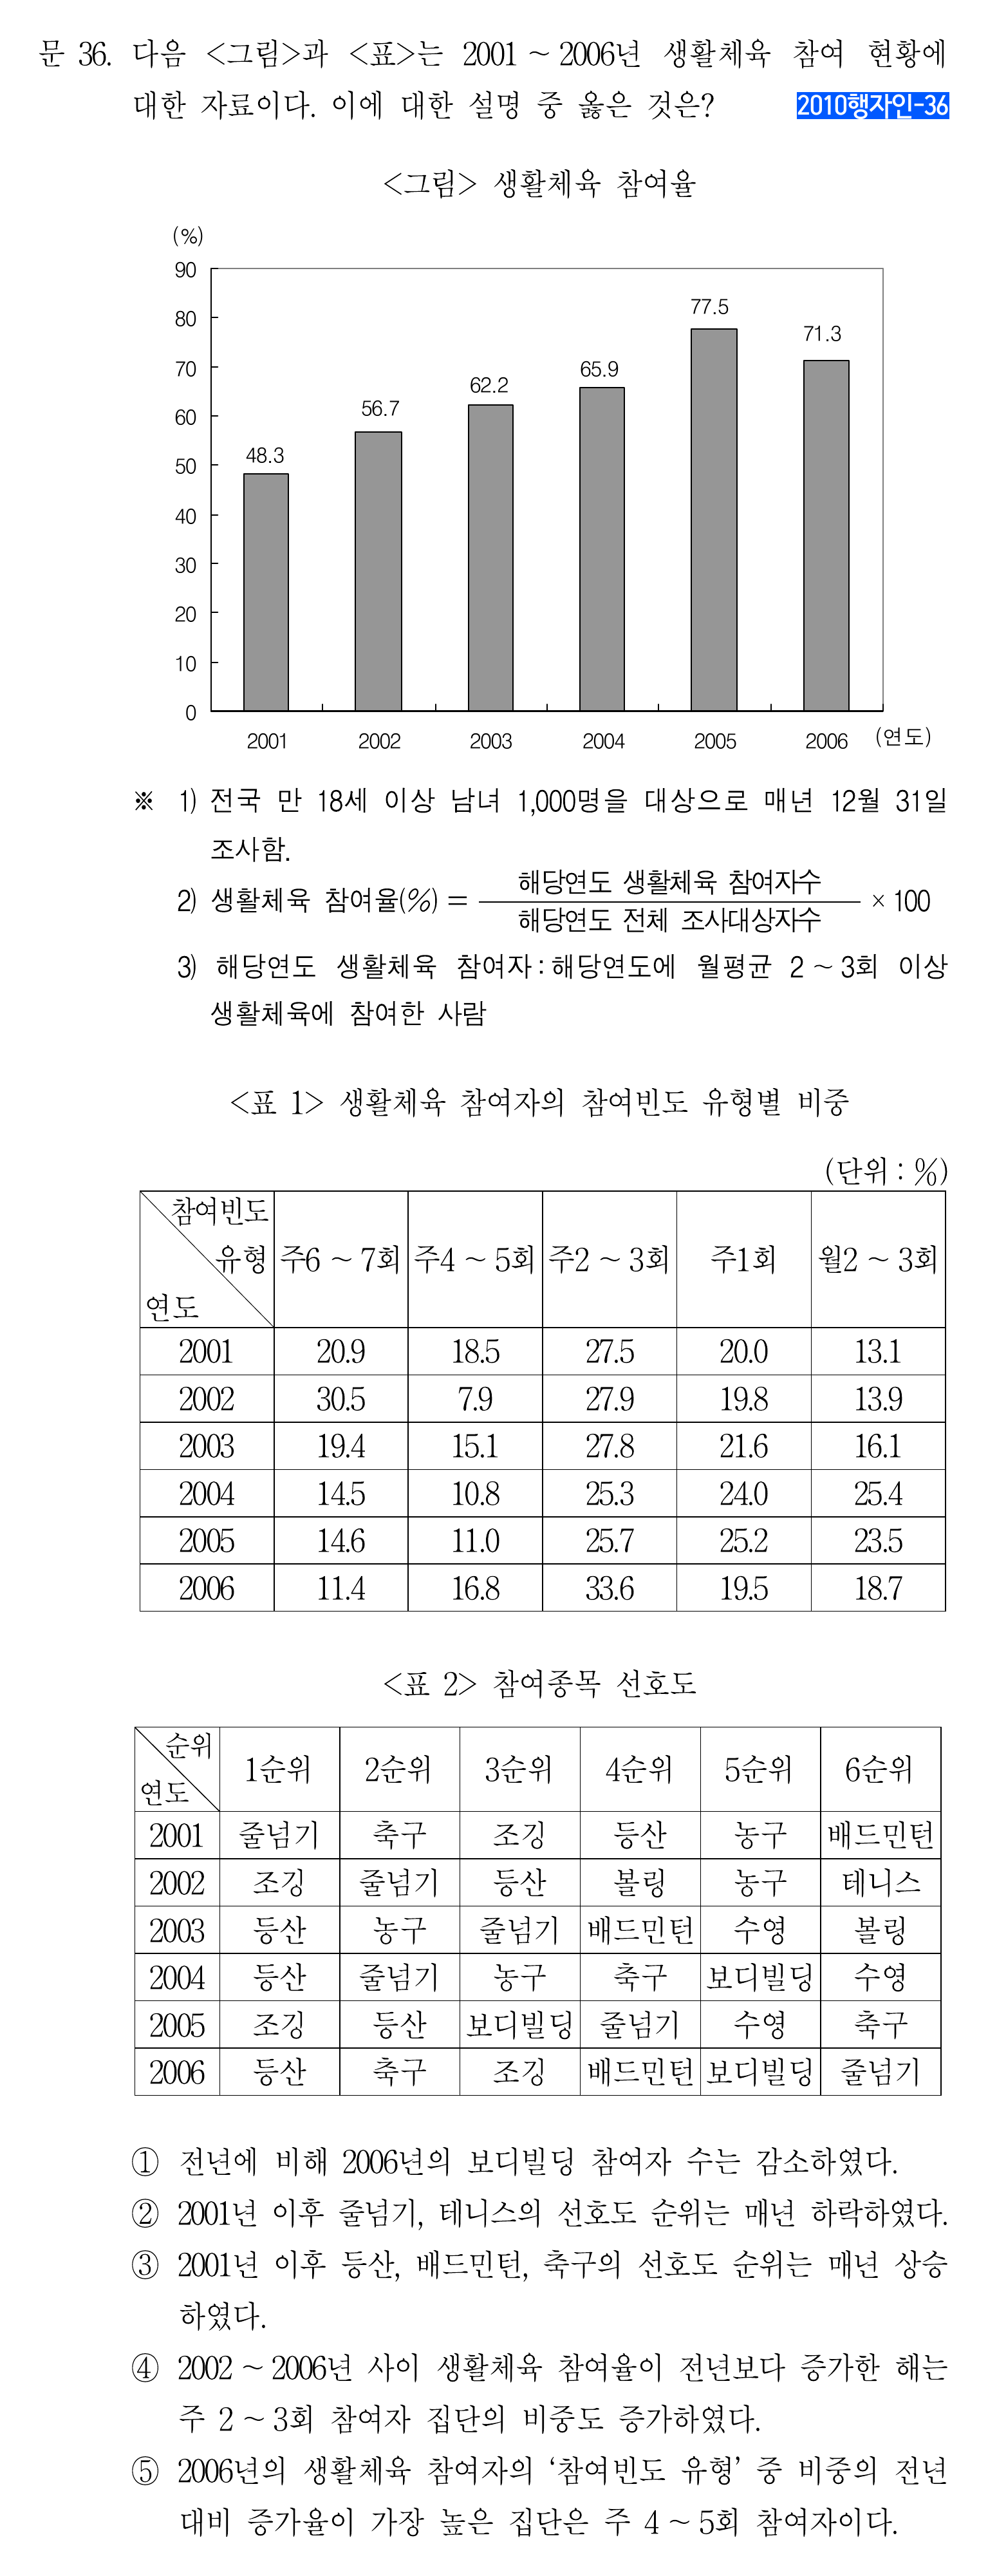 문 36. 다음 <그림>과 <표>는 2001 ~ 2006년 생활체육 참여 현황에
대한 자료이다. 이에 대한 설명 중 옳은 것은? 2010행자인-36
<그림> 생활체육 참여율
(%)
90
80
70
60
50
40
30
20
10
0
48.3
56.7
62.2
65.9
77.5
71.3
2001 2002 2003 2004 2005 2006 (연도)
※ 1) 전국 만 18세 이상 남녀 1,000명을 대상으로 매년 12월 31일
조사함.
2) 생활체육 참여율(%) = 해당연도 생활체육 참여자수 / 해당연도 전체 조사대상자수 × 100
3) 해당연도 생활체육 참여자 : 해당연도에 월평균 2 ~ 3회 이상
생활체육에 참여한 사람
<표 1> 생활체육 참여자의 참여빈도 유형별 비중
(단위 : %)
참여빈도 유형 연도 주6 ~ 7회 주4 ~ 5회 주2 ~ 3회 주1회 월2 ~ 3회
2001 20.9 18.5 27.5 20.0 13.1
2002 30.5 7.9 27.9 19.8 13.9
2003 19.4 15.1 27.8 21.6 16.1
2004 14.5 10.8 25.3 24.0 25.4
2005 14.6 11.0 25.7 25.2 23.5
2006 11.4 16.8 33.6 19.5 18.7
<표 2> 참여종목 선호도
순위 연도 1순위 2순위 3순위 4순위 5순위 6순위
2001 줄넘기 축구 조깅 등산 농구 배드민턴
2002 조깅 줄넘기 등산 볼링 농구 테니스
2003 등산 농구 줄넘기 배드민턴 수영 볼링
2004 등산 줄넘기 농구 축구 보디빌딩 수영
2005 조깅 등산 보디빌딩 줄넘기 수영 축구
2006 등산 축구 조깅 배드민턴 보디빌딩 줄넘기
① 전년에 비해 2006년의 보디빌딩 참여자 수는 감소하였다.
② 2001년 이후 줄넘기, 테니스의 선호도 순위는 매년 하락하였다.
③ 2001년 이후 등산, 배드민턴, 축구의 선호도 순위는 매년 상승
하였다.
④ 2002 ~ 2006년 사이 생활체육 참여율이 전년보다 증가한 해는
주 2 ~ 3회 참여자 집단의 비중도 증가하였다.
⑤ 2006년의 생활체육 참여자의 ‘참여빈도 유형’ 중 비중의 전년
대비 증가율이 가장 높은 집단은 주 4 ~ 5회 참여자이다.